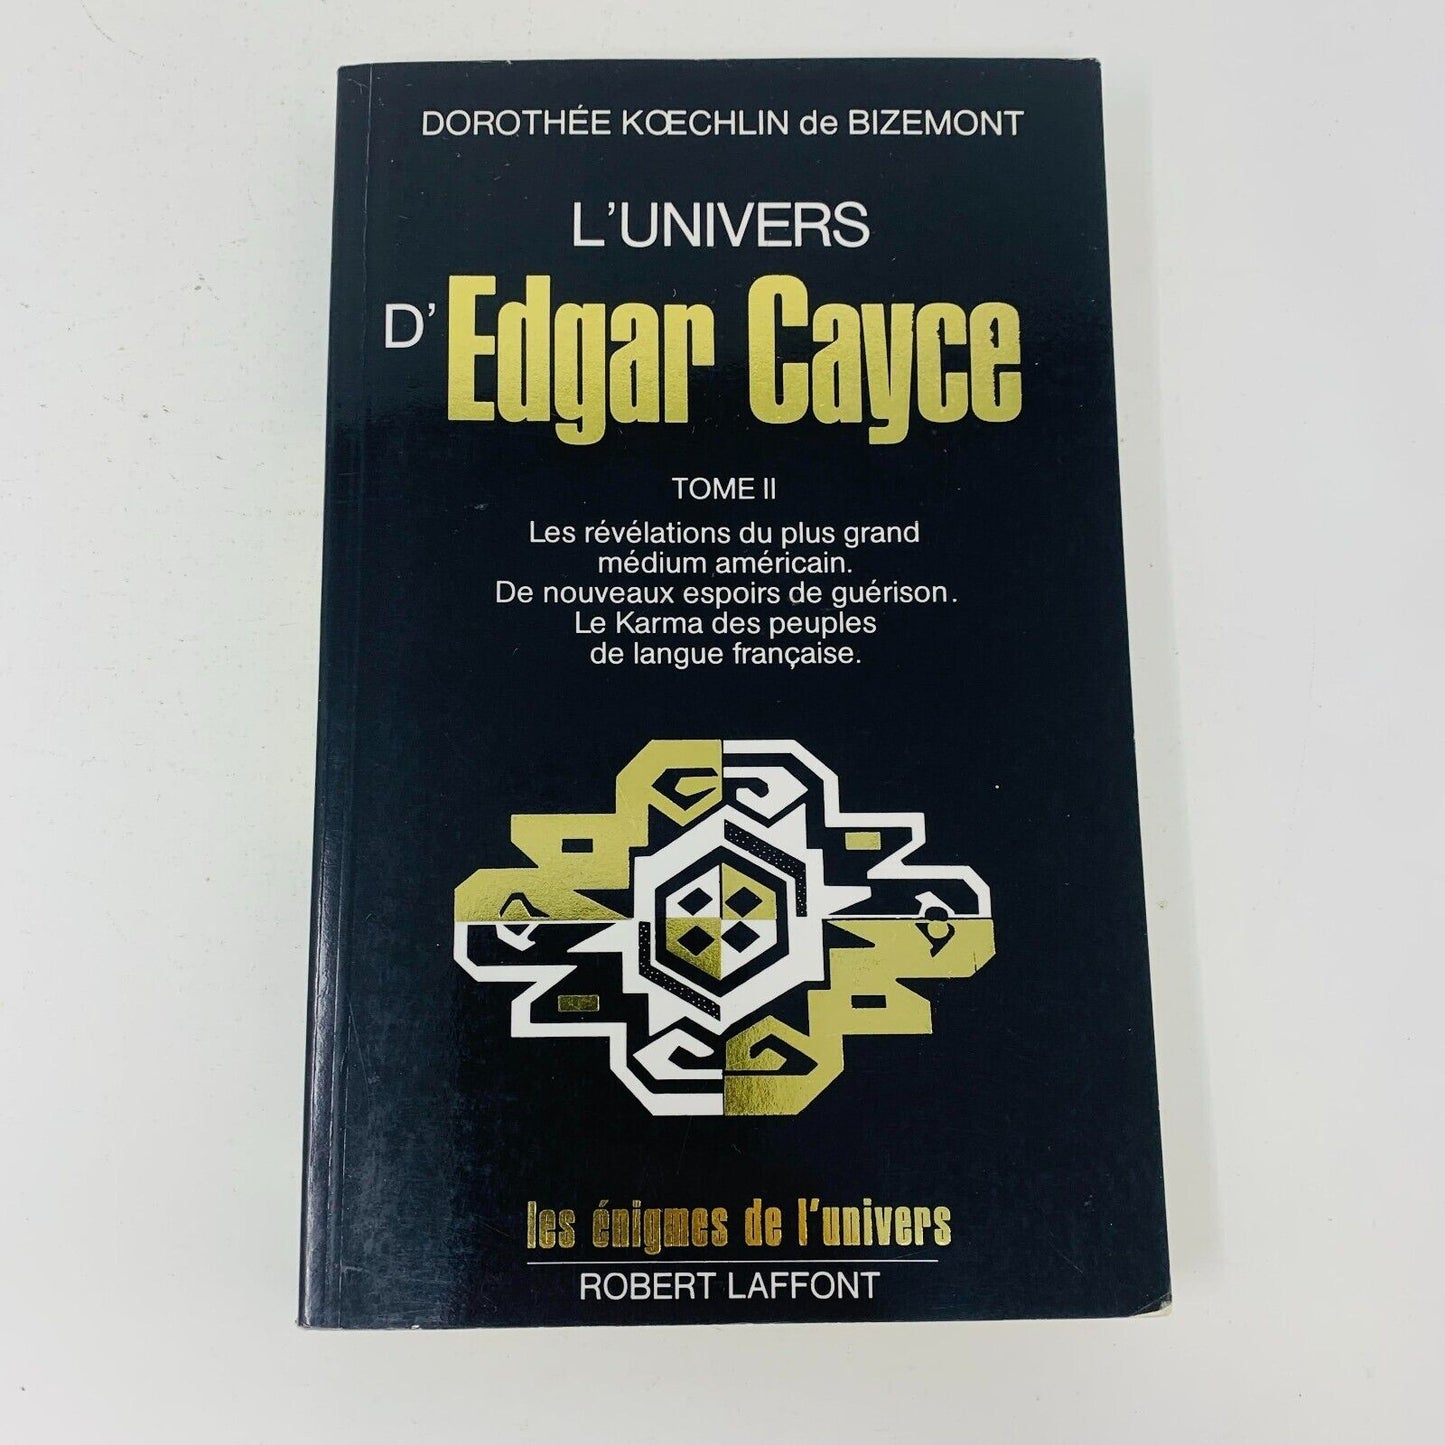 DOROTHÉE KŒCHLIN de BIZEMONT
L'UNIVERS
D'Edgar Cayce
TOME II
Les révélations du plus grand
médium américain.
De nouveaux espoirs de guérison.
Le Karma des peuples
de langue française.
les énigmes de l'univers
ROBERT LAFFONT